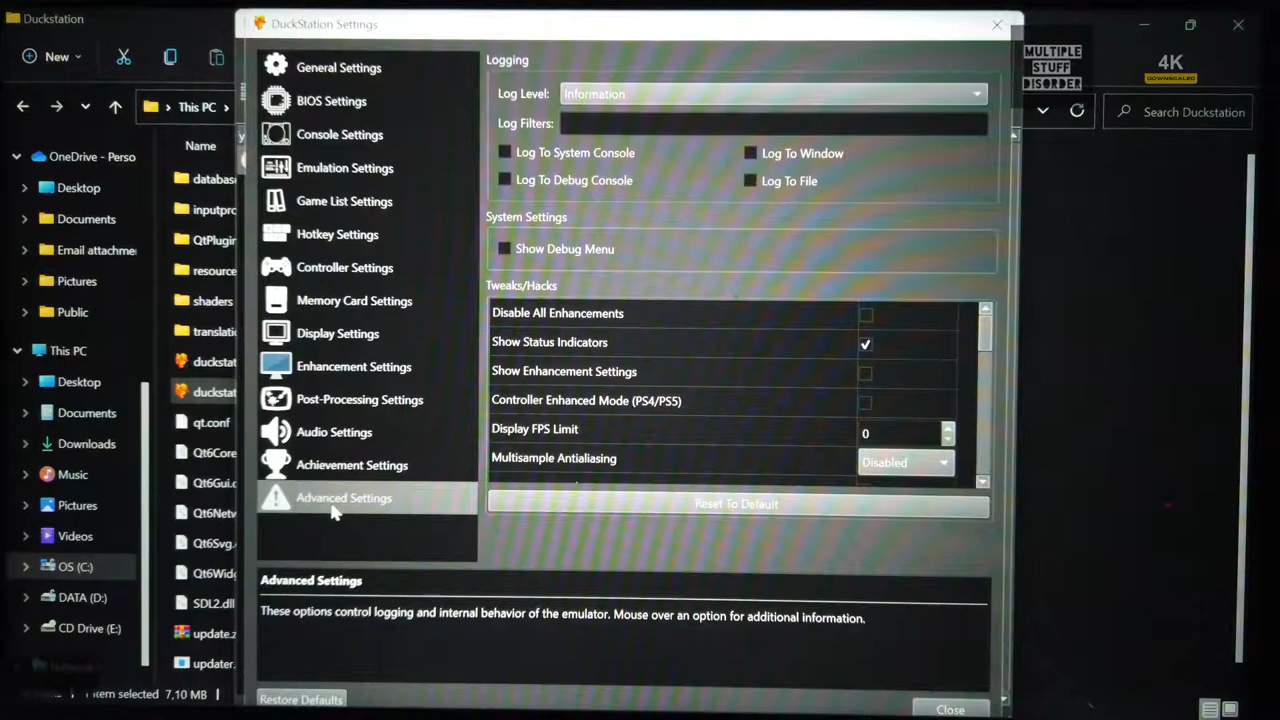 Duckstation
DuckStation Settings
New
This PC
Search Duckstation
MULTIPLE
STUFF
DISORDER
4K
DOWNSCALED
OneDrive - Perso
Desktop
Documents
Email attachme
Pictures
Public
This PC
Desktop
Documents
Downloads
Music
Pictures
Videos
OS (C:)
DATA (D:)
CD Drive (E:)
Network
Name
databas
inputpro
QtPlugin
resource
shaders
translati
duckstat
duckstat
qt.conf
Qt6Core
Qt6Gui.d
Qt6Netw
Qt6Svg.
Qt6Widg
SDL2.dll
update.z
updater.
1 item selected
7,10 MB
General Settings
BIOS Settings
Console Settings
Emulation Settings
Game List Settings
Hotkey Settings
Controller Settings
Memory Card Settings
Display Settings
Enhancement Settings
Post-Processing Settings
Audio Settings
Achievement Settings
Advanced Settings
Logging
Log Level: Information
Log Filters:
Log To System Console
Log To Window
Log To Debug Console
Log To File
System Settings
Show Debug Menu
Tweaks/Hacks
Disable All Enhancements
Show Status Indicators
Show Enhancement Settings
Controller Enhanced Mode (PS4/PS5)
Display FPS Limit 0
Multisample Antialiasing Disabled
Reset To Default
Advanced Settings
These options control logging and internal behavior of the emulator. Mouse over an option for additional information.
Restore Defaults
Close